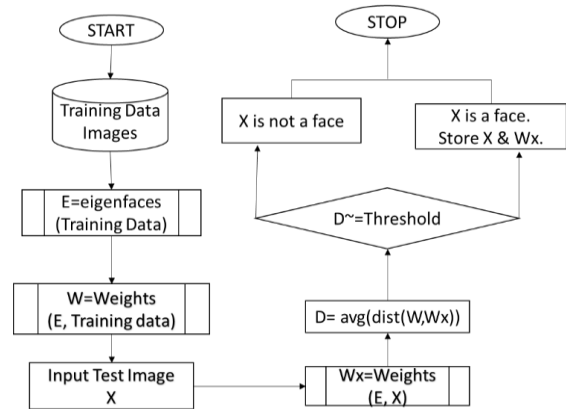 START
Training Data
Images
E=eigenfaces
(Training Data)
W=Weights
(E, Training data)
Input Test Image
X
Wx=Weights
(E, X)
D= avg(dist(W,Wx))
D~=Threshold
X is not a face
X is a face.
Store X & Wx.
STOP